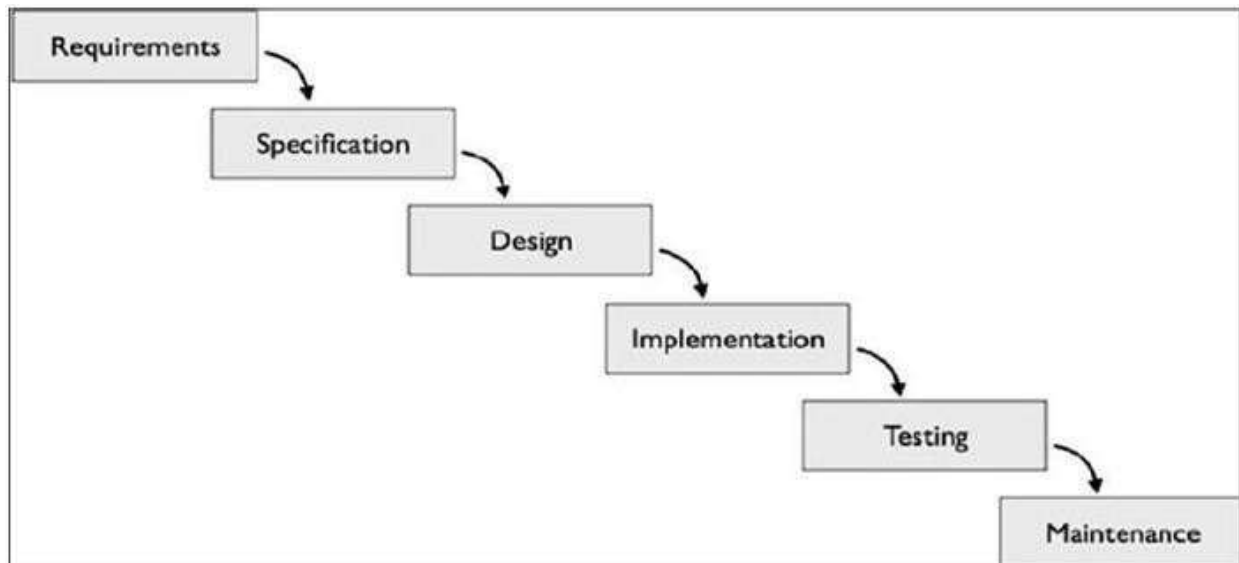 Requirements
Specification
Design
Implementation
Testing
Maintenance